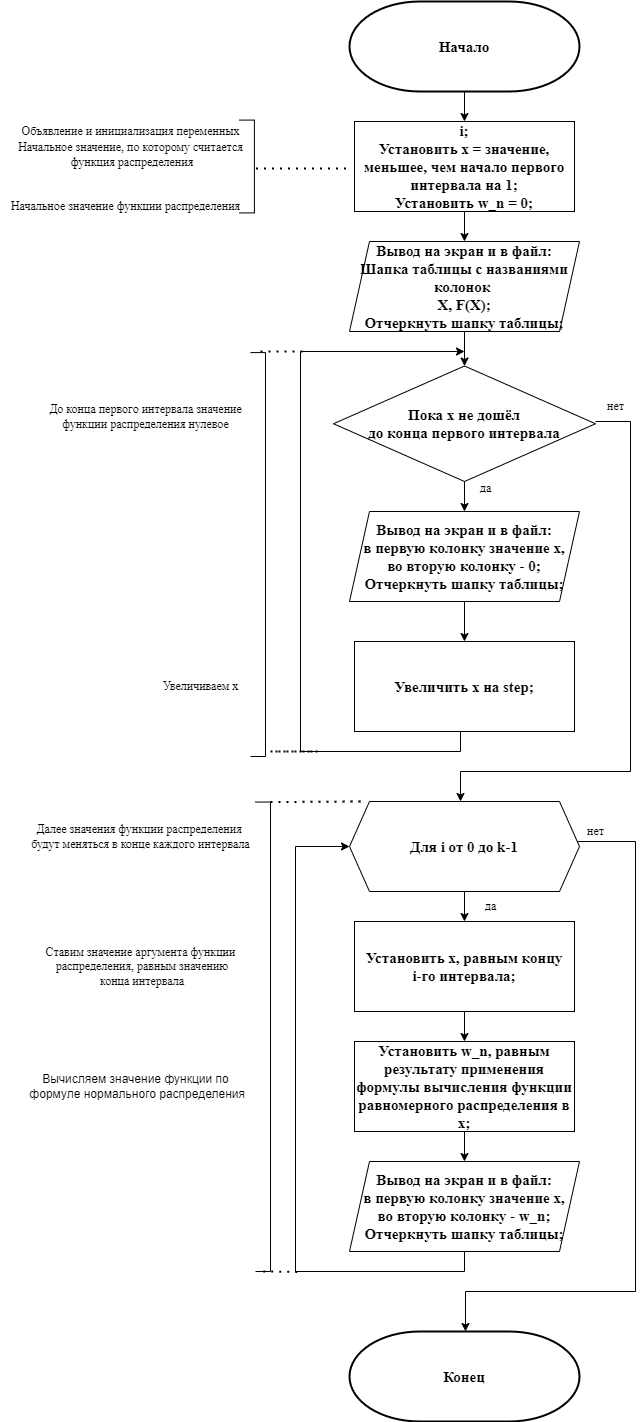 Начало
Объявление и инициализация переменных
Начальное значение, по которому считается
функция распределения
Начальное значение функции распределения
i;
Установить x = значение,
меньшее, чем начало первого
интервала на 1;
Установить w_n = 0;
Вывод на экран и в файл:
Шапка таблицы с названиями
колонок
X, F(X);
Отчеркнуть шапку таблицы;
До конца первого интервала значение
функции распределения нулевое
Пока x не дошёл
до конца первого интервала
нет
да
Вывод на экран и в файл:
в первую колонку значение x,
во вторую колонку - 0;
Отчеркнуть шапку таблицы;
Увеличиваем x
Увеличить x на step;
Далее значения функции распределения
будут меняться в конце каждого интервала
Для i от 0 до k-1
нет
да
Ставим значение аргумента функции
распределения, равным значению
конца интервала
Установить x, равным концу
i-го интервала;
Вычисляем значение функции по
формуле нормального распределения
Установить w_n, равным
результату применения
формулы вычисления функции
равномерного распределения в
x;
Вывод на экран и в файл:
в первую колонку значение x,
во вторую колонку - w_n;
Отчеркнуть шапку таблицы;
Конец